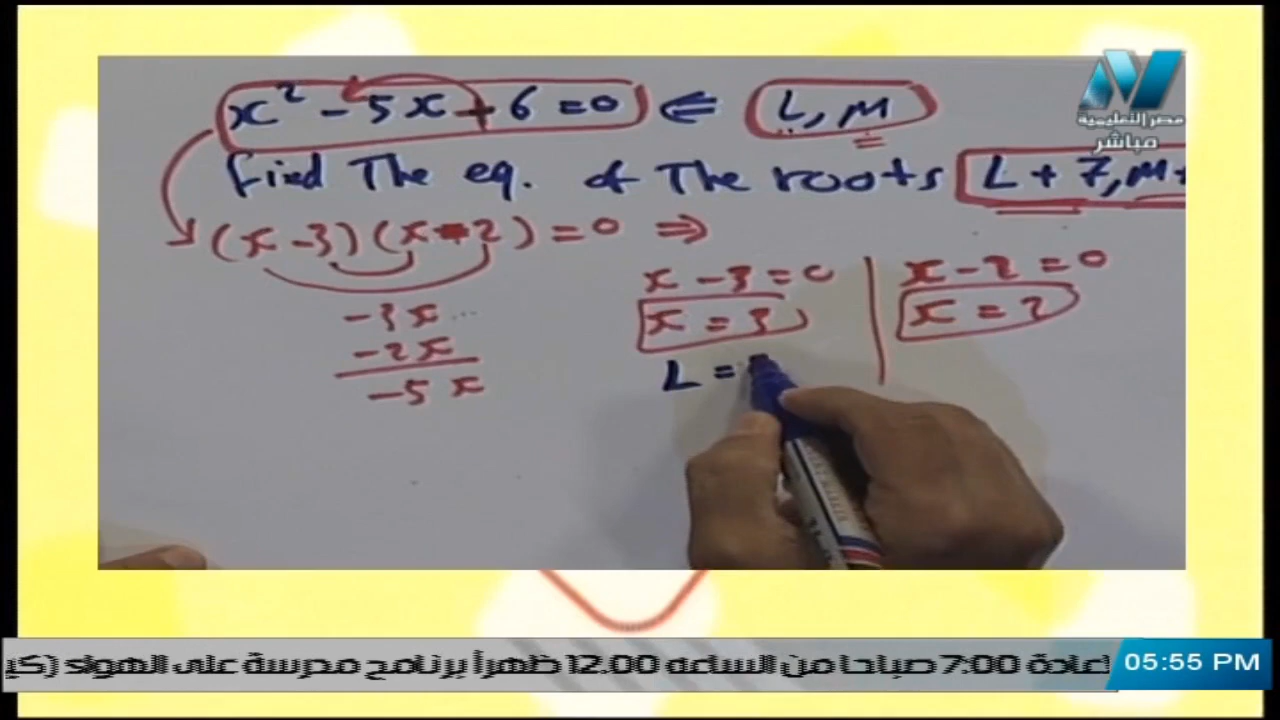 x² - 5x + 6 = 0 ⇐ L, M
find The eq. of The roots L + 7, M+
(x - 3)(x - 2) = 0 ⇒
x - 3 = 0
x - 2 = 0
x = 3
x = 2
-3x
-2x
-5x
L =
مصر التعليمية
مباشر
اعادة 7:00 صباحا من الساعه 12.00 ظهراً برنامج مدرسة على الهواء
05:55 PM